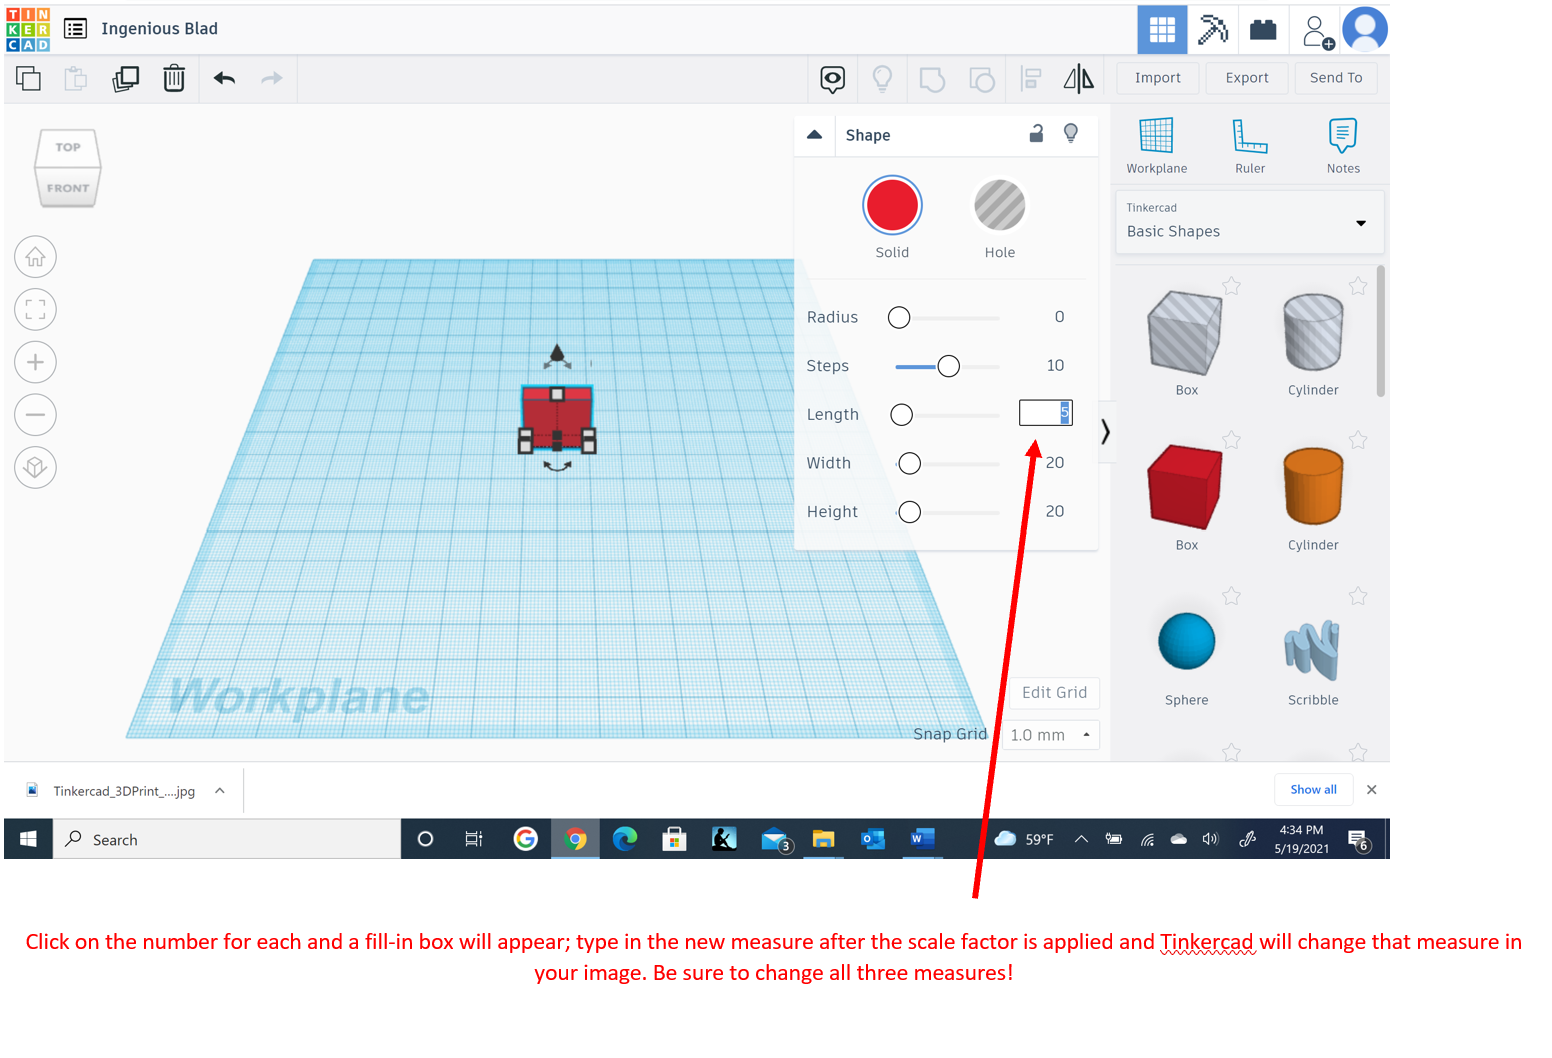 TIN
KER
CAD
Ingenious Blad
Import
Export
Send To
TOP
FRONT
Shape
Solid
Hole
Radius 0
Steps 10
Length 5
Width 20
Height 20
Workplane
Ruler
Notes
Tinkercad
Basic Shapes
Box
Cylinder
Box
Cylinder
Sphere
Scribble
Workplane
Edit Grid
Snap Grid 1.0 mm
Tinkercad_3DPrint_....jpg
Show all
Search
3
59°F
4:34 PM
5/19/2021
6
Click on the number for each and a fill-in box will appear; type in the new measure after the scale factor is applied and Tinkercad will change that measure in
your image. Be sure to change all three measures!